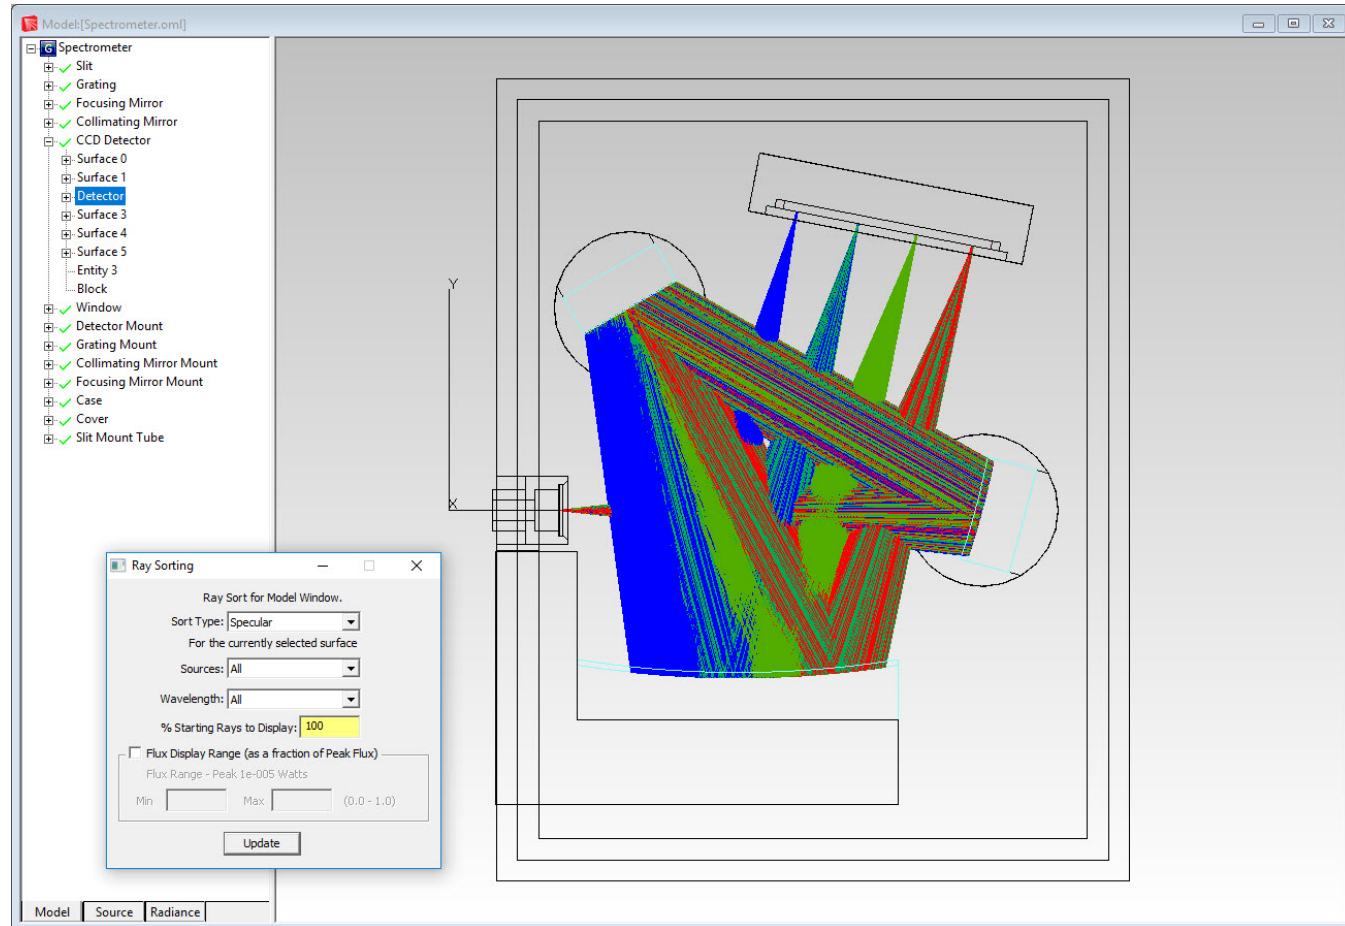 Model:[Spectrometer.oml]
Spectrometer
Slit
Grating
Focusing Mirror
Collimating Mirror
CCD Detector
Surface 0
Surface 1
Detector
Surface 3
Surface 4
Surface 5
Entity 3
Block
Window
Detector Mount
Grating Mount
Collimating Mirror Mount
Focusing Mirror Mount
Case
Cover
Slit Mount Tube
Y
X
Ray Sorting
Ray Sort for Model Window.
Sort Type: Specular
For the currently selected surface
Sources: All
Wavelength: All
% Starting Rays to Display: 100
Flux Display Range (as a fraction of Peak Flux)
Flux Range - Peak 1e-005 Watts
Min Max (0.0 - 1.0)
Update
Model Source Radiance